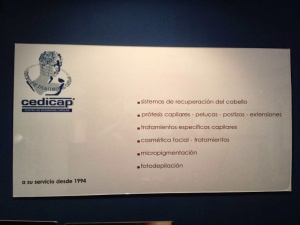 cedicap
sistemas de recuperación del cabello
prótesis capilares - pelucas - postizos - extensiones
tratamientos específicos capilares
cosmética facial - tratamientos
micropigmentación
fotodepilación
a su servicio desde 1994